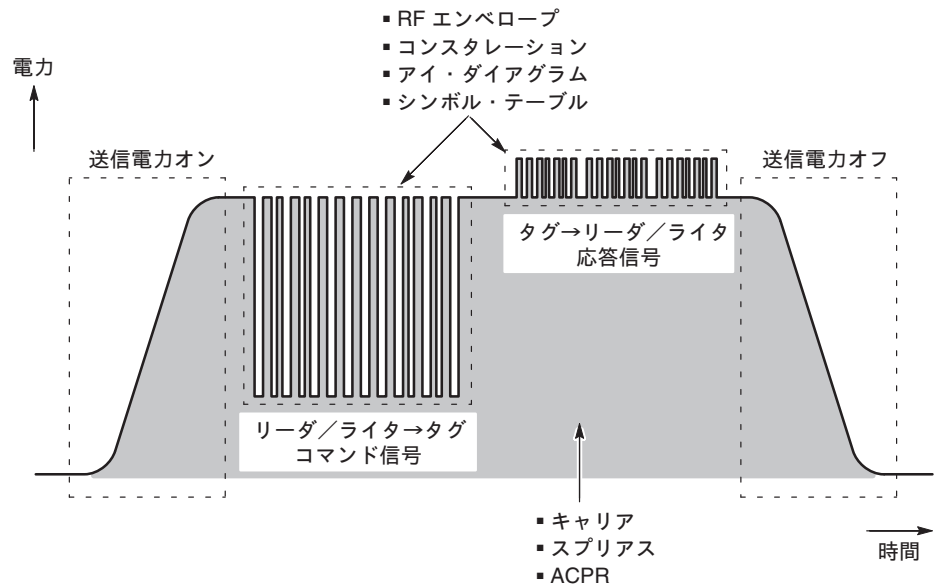 ▪ RF エンベロープ
▪ コンスタレーション
▪ アイ・ダイアグラム
▪ シンボル・テーブル
電力
送信電力オン
送信電力オフ
タグ→リーダ／ライタ
応答信号
リーダ／ライタ→タグ
コマンド信号
▪ キャリア
▪ スプリアス
▪ ACPR
時間